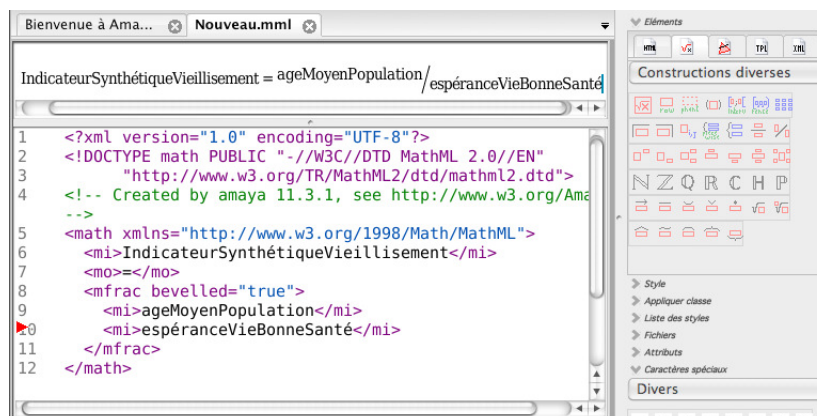 Bienvenue à Ama... Nouveau.mml
IndicateurSynthétiqueVieillisement = ageMoyenPopulation/espéranceVieBonneSanté
1 <?xml version="1.0" encoding="UTF-8"?>
2 <!DOCTYPE math PUBLIC "-//W3C//DTD MathML 2.0//EN"
3 "http://www.w3.org/TR/MathML2/dtd/mathml2.dtd">
4 <!-- Created by amaya 11.3.1, see http://www.w3.org/Ama
-->
5 <math xmlns="http://www.w3.org/1998/Math/MathML">
6 <mi>IndicateurSynthétiqueVieillisement</mi>
7 <mo>=</mo>
8 <mfrac bevelled="true">
9 <mi>ageMoyenPopulation</mi>
10 <mi>espéranceVieBonneSanté</mi>
11 </mfrac>
12 </math>
Eléments
HTML TPL XML
Constructions diverses
N Z Q R C H P
Style
Appliquer classe
Liste des styles
Fichiers
Attributs
Caractères spéciaux
Divers